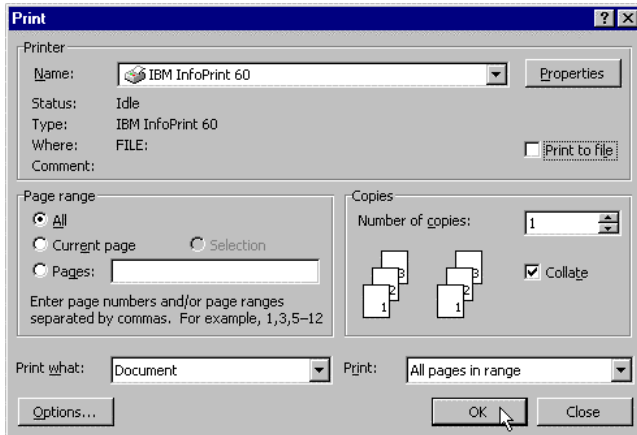 Print
Printer
Name: IBM InfoPrint 60 Properties
Status: Idle
Type: IBM InfoPrint 60
Where: FILE: Print to file
Comment:
Page range
All
Current page Selection
Pages:
Enter page numbers and/or page ranges
separated by commas. For example, 1,3,5–12
Copies
Number of copies: 1
3 3
2 2
1 1
Collate
Print what: Document Print: All pages in range
Options... OK Close